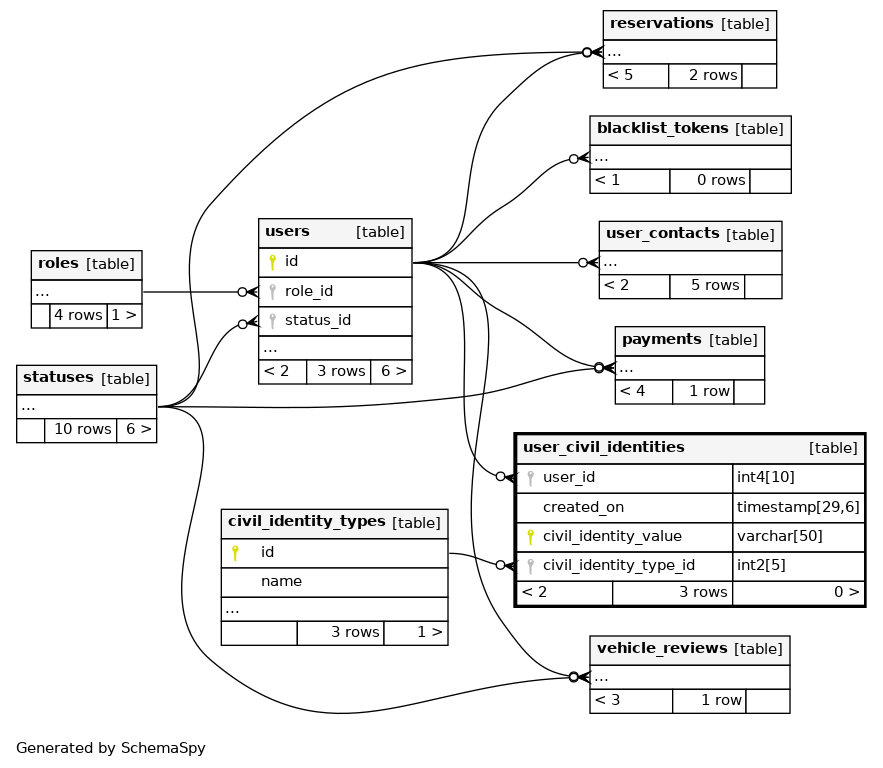 reservations [table]
...
< 5 2 rows
blacklist_tokens [table]
...
< 1 0 rows
users [table]
id
role_id
status_id
...
< 2 3 rows 6 >
user_contacts [table]
...
< 2 5 rows
roles [table]
...
4 rows 1 >
payments [table]
...
< 4 1 row
statuses [table]
...
10 rows 6 >
user_civil_identities [table]
user_id int4[10]
created_on timestamp[29,6]
civil_identity_value varchar[50]
civil_identity_type_id int2[5]
< 2 3 rows 0 >
civil_identity_types [table]
id
name
...
3 rows 1 >
vehicle_reviews [table]
...
< 3 1 row
Generated by SchemaSpy